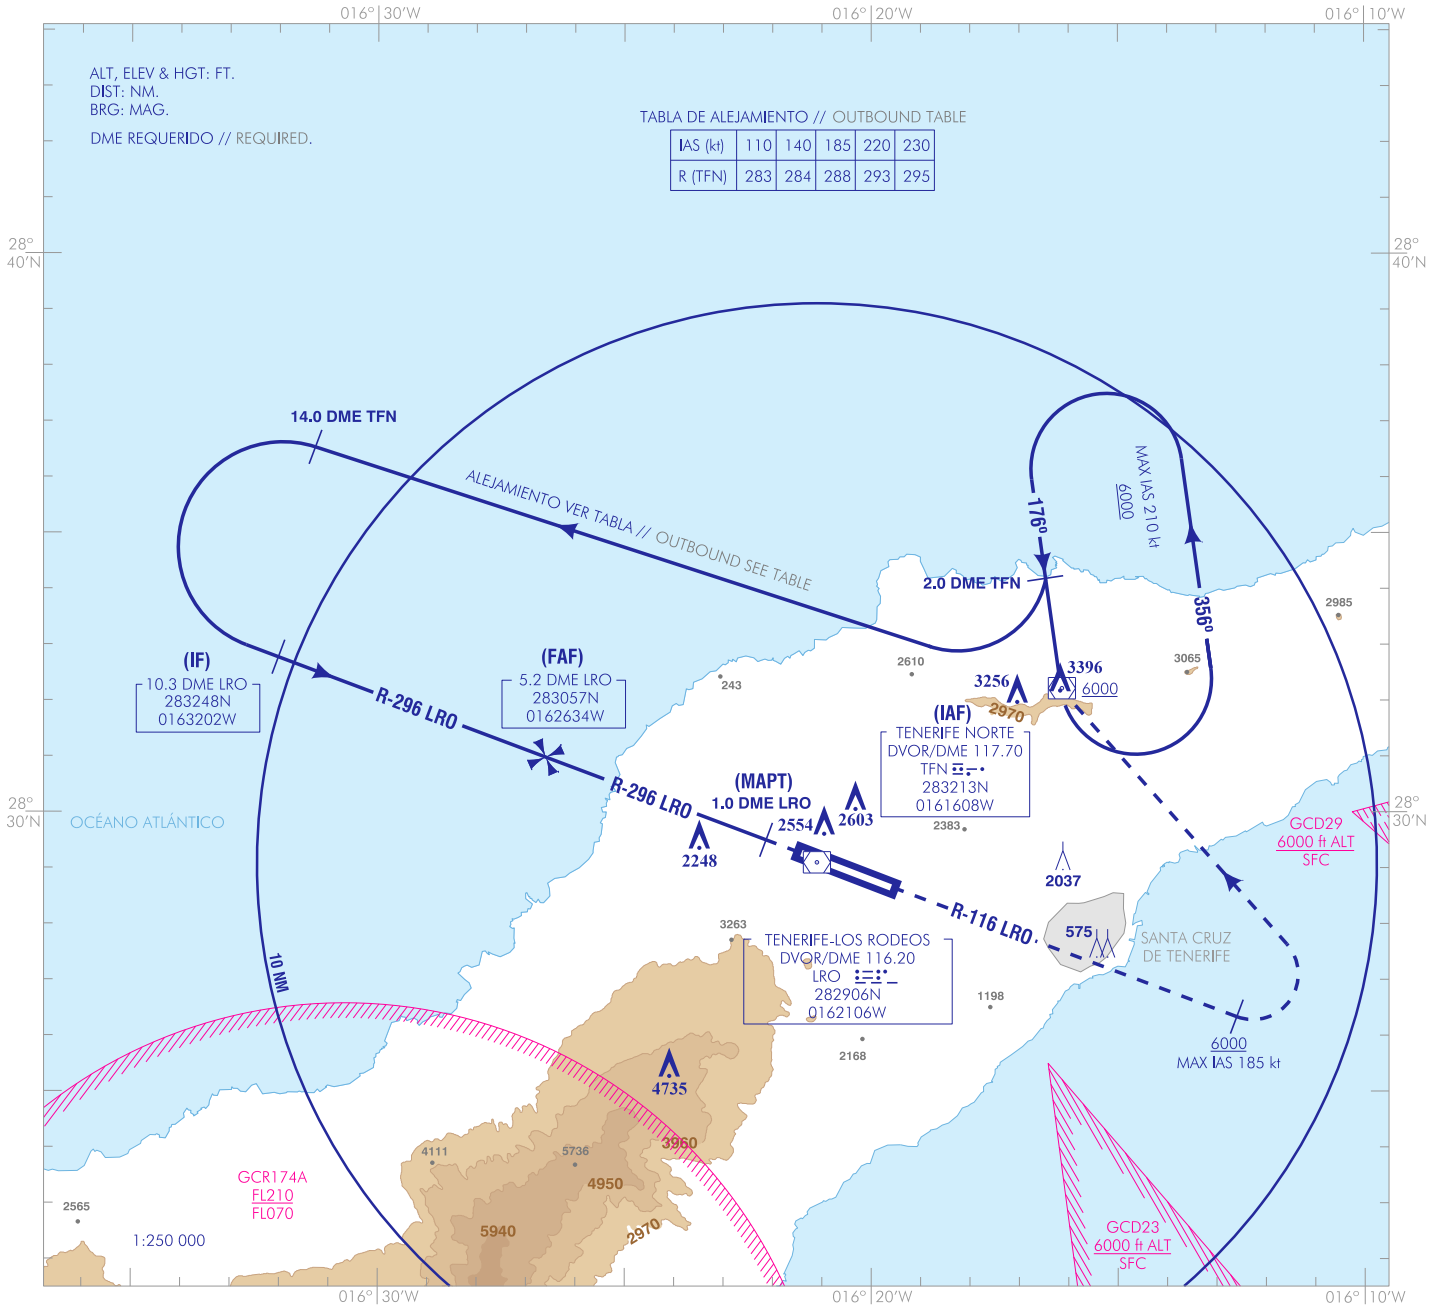 016° 30'W
016° 20'W
016° 10'W
ALT, ELEV & HGT: FT.
DIST: NM.
BRG: MAG.
DME REQUERIDO // REQUIRED.
TABLA DE ALEJAMIENTO // OUTBOUND TABLE
IAS (kt) 110 140 185 220 230
R (TFN) 283 284 288 293 295
28°
40'N
28°
40'N
14.0 DME TFN
ALEJAMIENTO VER TABLA // OUTBOUND SEE TABLE
MAX IAS 210 kt
6000
176°
356°
2.0 DME TFN
2985
3065
(IF)
10.3 DME LRO
283248N
0163202W
R-296 LRO
(FAF)
5.2 DME LRO
283057N
0162634W
243
2610
3256
3396
6000
2970
(IAF)
TENERIFE NORTE
DVOR/DME 117.70
TFN
283213N
0161608W
R-296 LRO
(MAPT)
1.0 DME LRO
2554
2603
2248
2383
28°
30'N
28°
30'N
OCÉANO ATLÁNTICO
GCD29
6000 ft ALT
SFC
2037
R-116 LRO
575
SANTA CRUZ
DE TENERIFE
3263
TENERIFE-LOS RODEOS
DVOR/DME 116.20
LRO
282906N
0162106W
10 NM
1198
2168
6000
MAX IAS 185 kt
4735
3960
4111
5736
4950
5940
2970
GCR174A
FL210
FL070
2565
1:250 000
GCD23
6000 ft ALT
SFC
016° 30'W
016° 20'W
016° 10'W